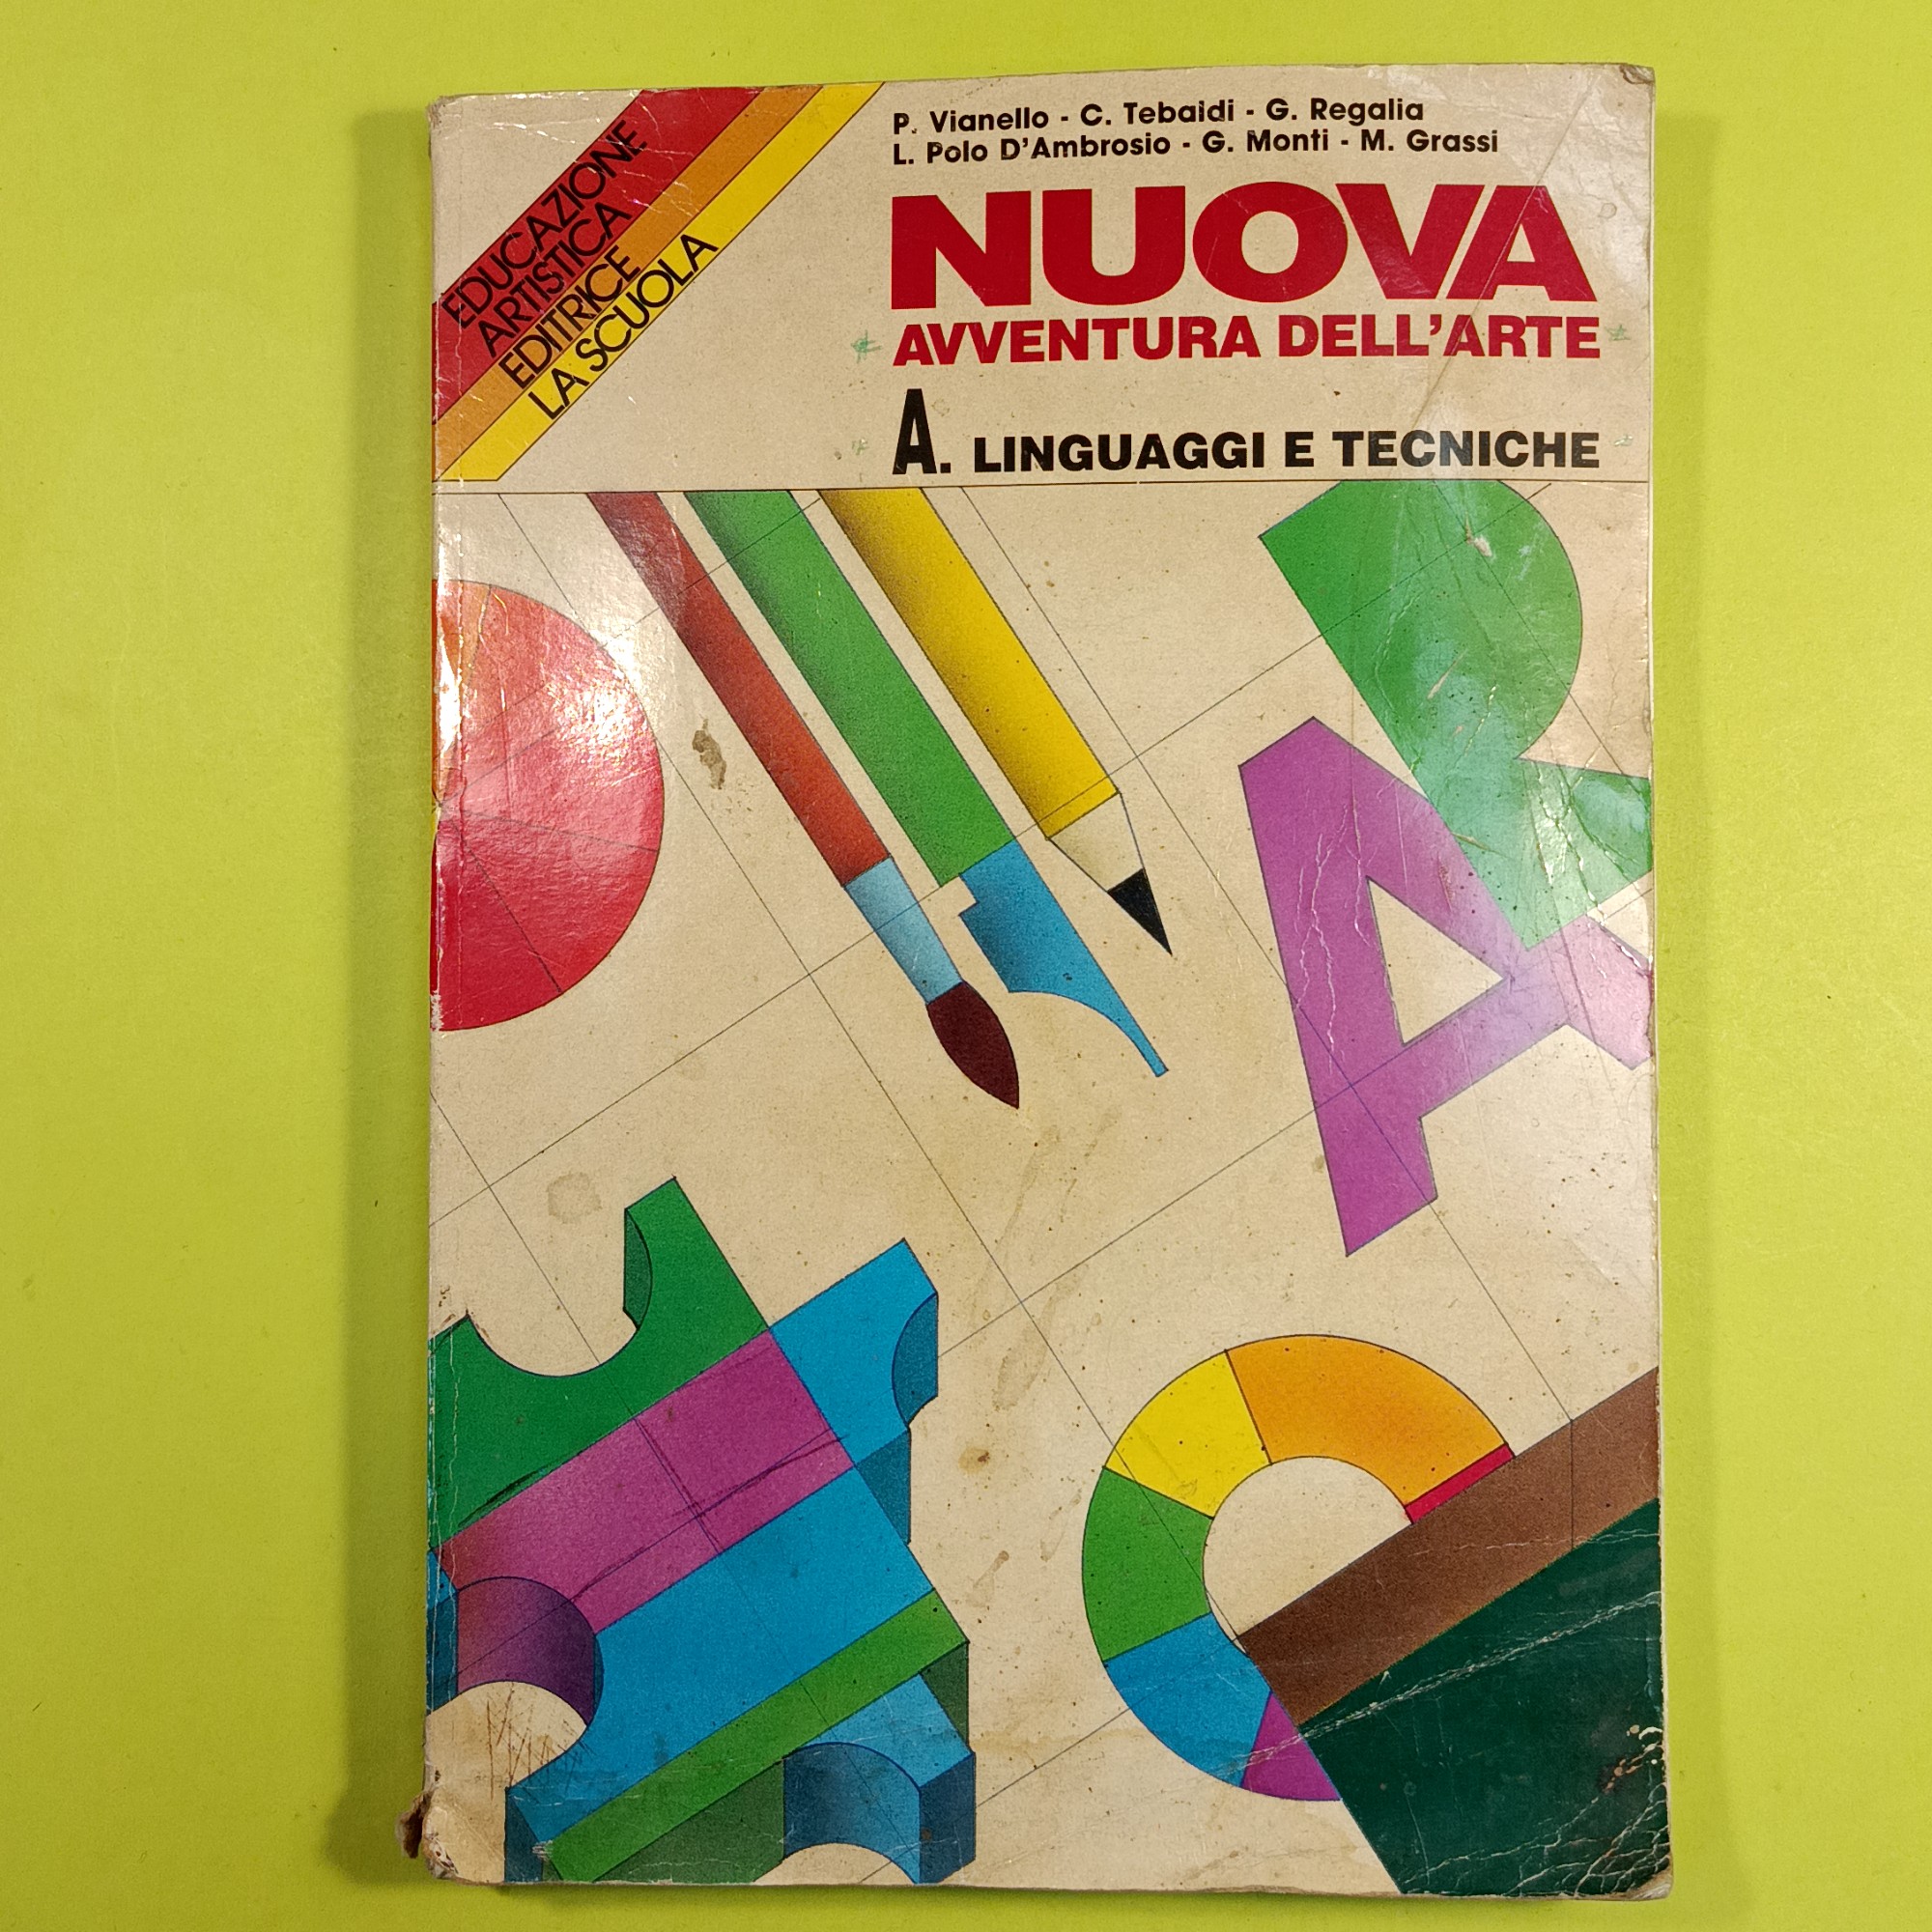 EDUCAZIONE
ARTISTICA
EDITRICE
LA SCUOLA
P. Vianello - C. Tebaldi - G. Regalia
L. Polo D'Ambrosio - G. Monti - M. Grassi
NUOVA
AVVENTURA DELL'ARTE
A. LINGUAGGI E TECNICHE